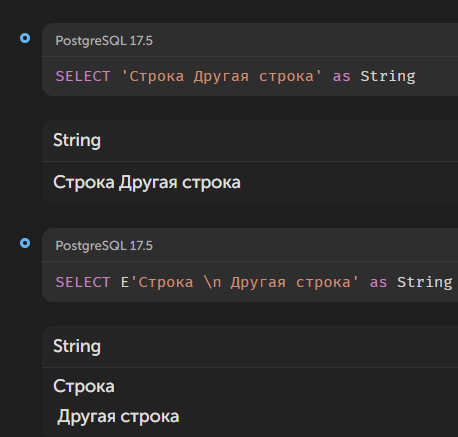 PostgreSQL 17.5
SELECT 'Строка Другая строка' as String
String
Строка Другая строка
PostgreSQL 17.5
SELECT E'Строка \n Другая строка' as String
String
Строка
Другая строка